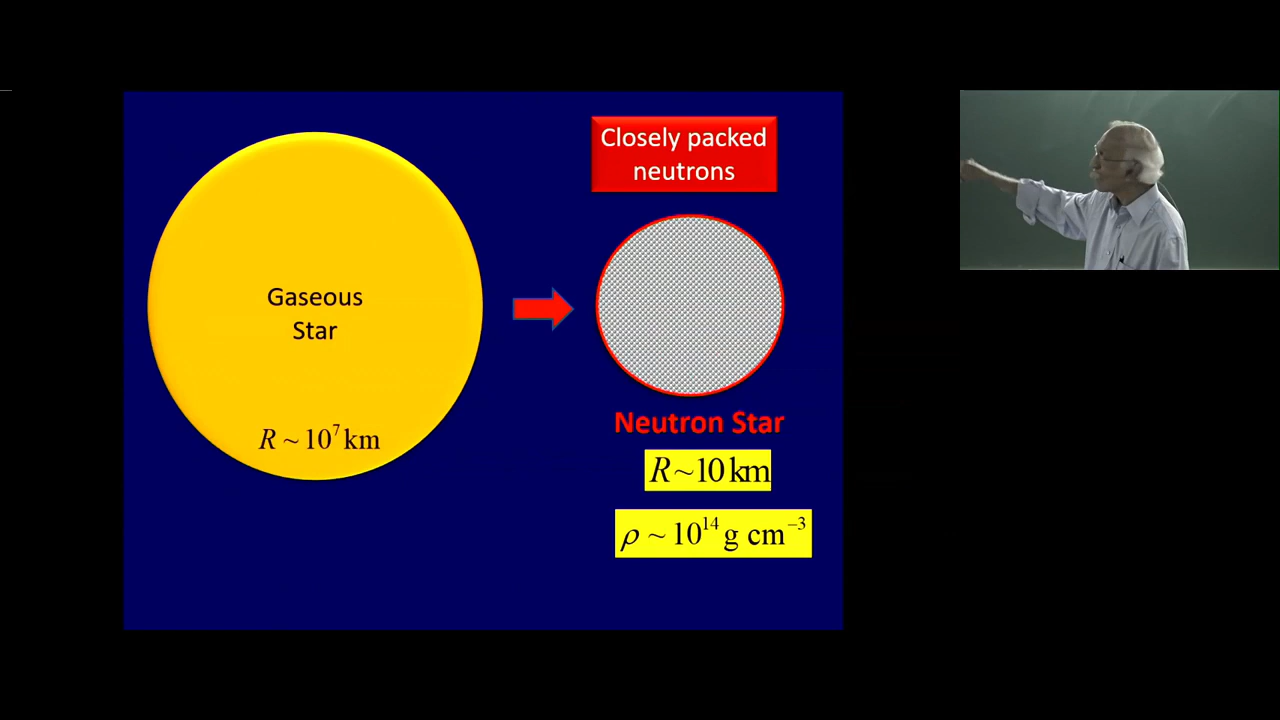 Closely packed
neutrons
Gaseous
Star
R ~ 10⁷ km
Neutron Star
R ~ 10 km
ρ ~ 10¹⁴ g cm⁻³